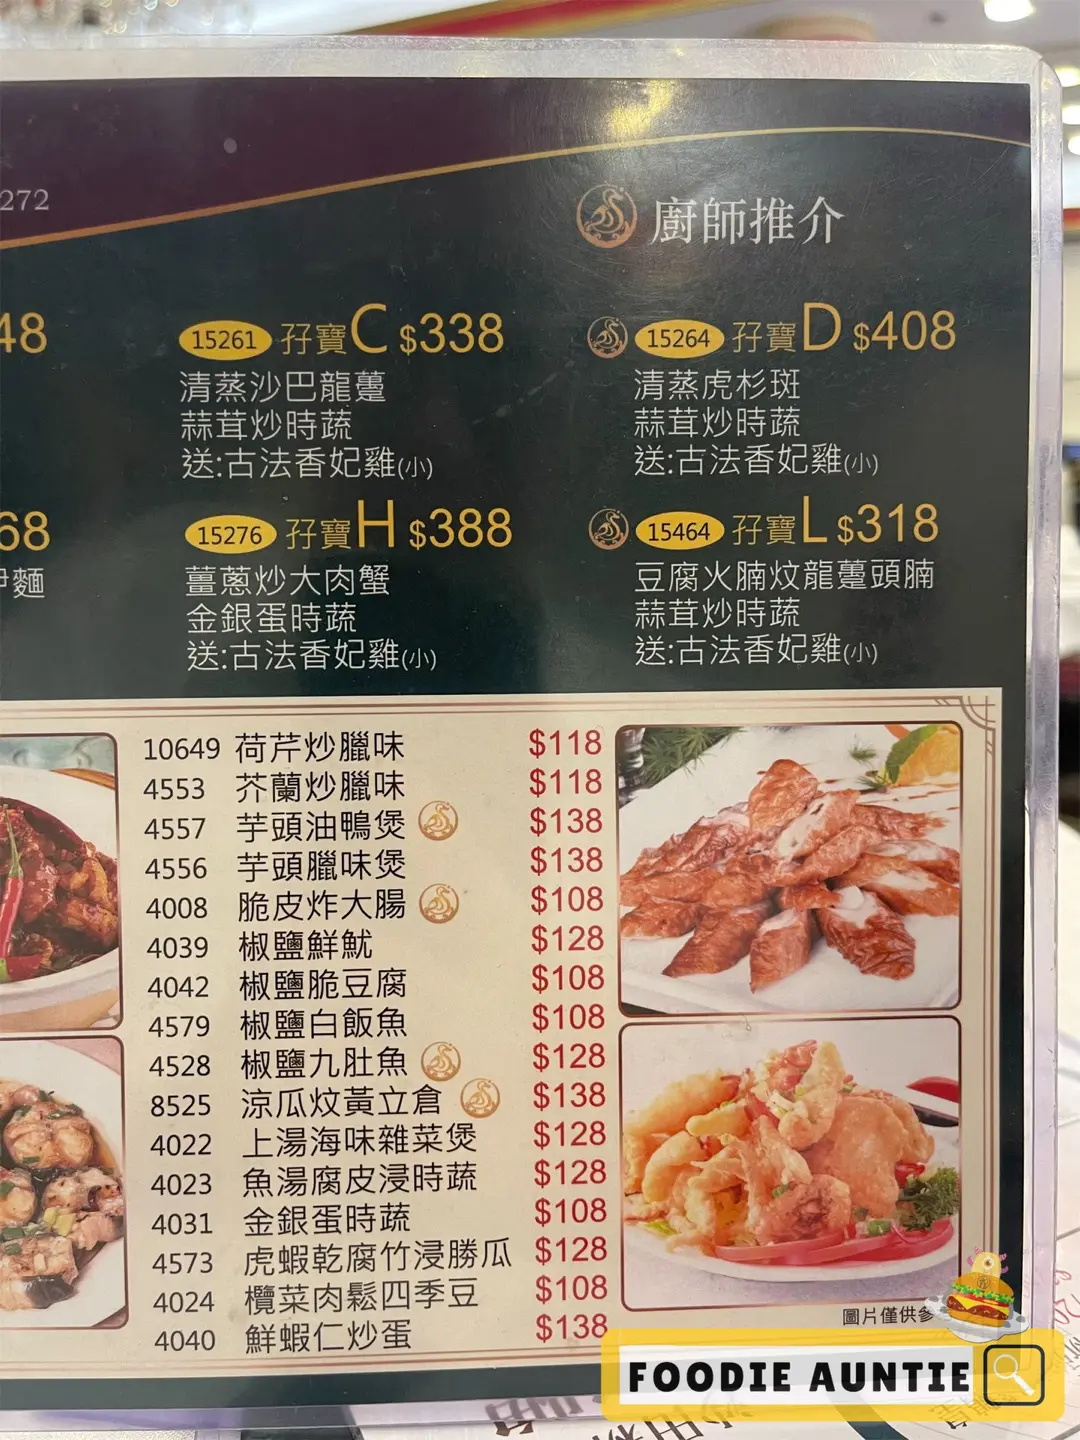 272
廚師推介
48
15261 孖寶C $338
清蒸沙巴龍躉
蒜茸炒時蔬
送:古法香妃雞(小)
15264 孖寶D $408
清蒸虎杉斑
蒜茸炒時蔬
送:古法香妃雞(小)
68
伊麵
15276 孖寶H $388
薑蔥炒大肉蟹
金銀蛋時蔬
送:古法香妃雞(小)
15464 孖寶L $318
豆腐火腩炆龍躉頭腩
蒜茸炒時蔬
送:古法香妃雞(小)
10649 荷芹炒臘味 $118
4553 芥蘭炒臘味 $118
4557 芋頭油鴨煲 $138
4556 芋頭臘味煲 $138
4008 脆皮炸大腸 $108
4039 椒鹽鮮魷 $128
4042 椒鹽脆豆腐 $108
4579 椒鹽白飯魚 $108
4528 椒鹽九肚魚 $128
8525 涼瓜炆黃立倉 $138
4022 上湯海味雜菜煲 $128
4023 魚湯腐皮浸時蔬 $128
4031 金銀蛋時蔬 $108
4573 虎蝦乾腐竹浸勝瓜 $128
4024 欖菜肉鬆四季豆 $108
4040 鮮蝦仁炒蛋 $138
圖片僅供參
FOODIE AUNTIE